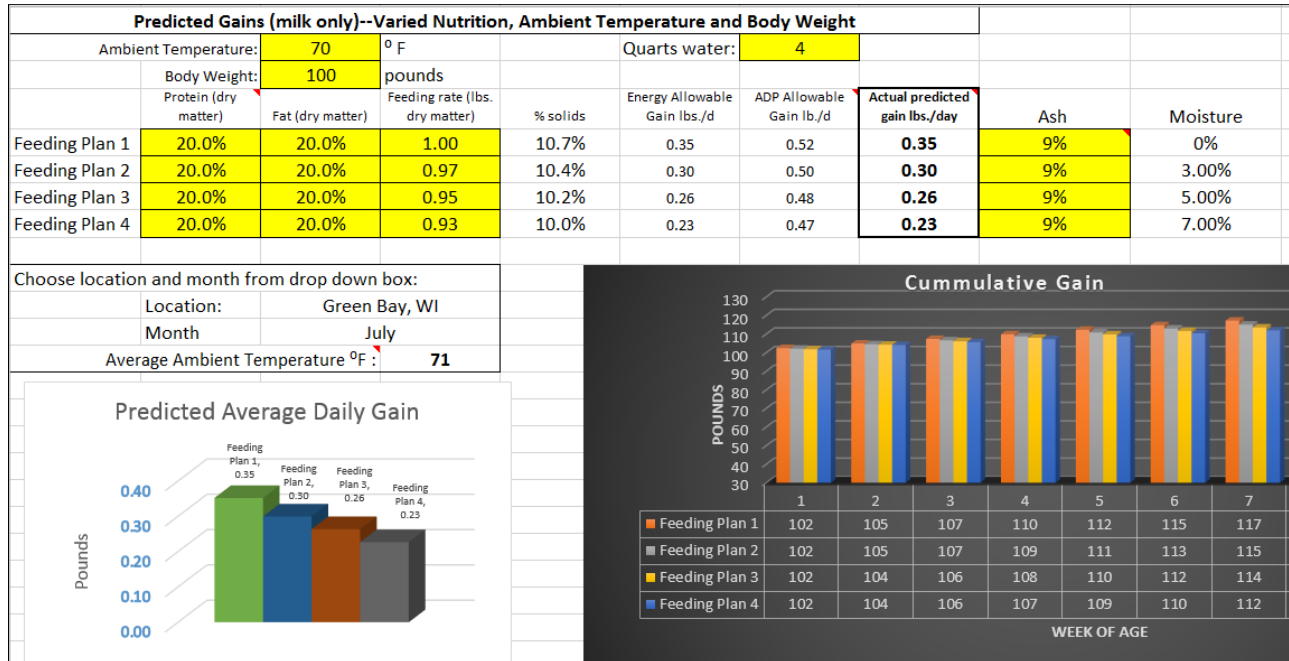 Predicted Gains (milk only)--Varied Nutrition, Ambient Temperature and Body Weight
Ambient Temperature: 70 ⁰ F Quarts water: 4
Body Weight: 100 pounds
Protein (dry matter) Fat (dry matter) Feeding rate (lbs. dry matter) % solids Energy Allowable Gain lbs./d ADP Allowable Gain lb./d Actual predicted gain lbs./day Ash Moisture
Feeding Plan 1 20.0% 20.0% 1.00 10.7% 0.35 0.52 0.35 9% 0%
Feeding Plan 2 20.0% 20.0% 0.97 10.4% 0.30 0.50 0.30 9% 3.00%
Feeding Plan 3 20.0% 20.0% 0.95 10.2% 0.26 0.48 0.26 9% 5.00%
Feeding Plan 4 20.0% 20.0% 0.93 10.0% 0.23 0.47 0.23 9% 7.00%
Choose location and month from drop down box:
Location: Green Bay, WI
Month July
Average Ambient Temperature ⁰F : 71
Predicted Average Daily Gain
Feeding Plan 1, 0.35
Feeding Plan 2, 0.30
Feeding Plan 3, 0.26
Feeding Plan 4, 0.23
Pounds
0.40
0.30
0.20
0.10
0.00
Cummulative Gain
POUNDS
130
120
110
100
90
80
70
60
50
40
30
1 2 3 4 5 6 7
Feeding Plan 1 102 105 107 110 112 115 117
Feeding Plan 2 102 105 107 109 111 113 115
Feeding Plan 3 102 104 106 108 110 112 114
Feeding Plan 4 102 104 106 107 109 110 112
WEEK OF AGE